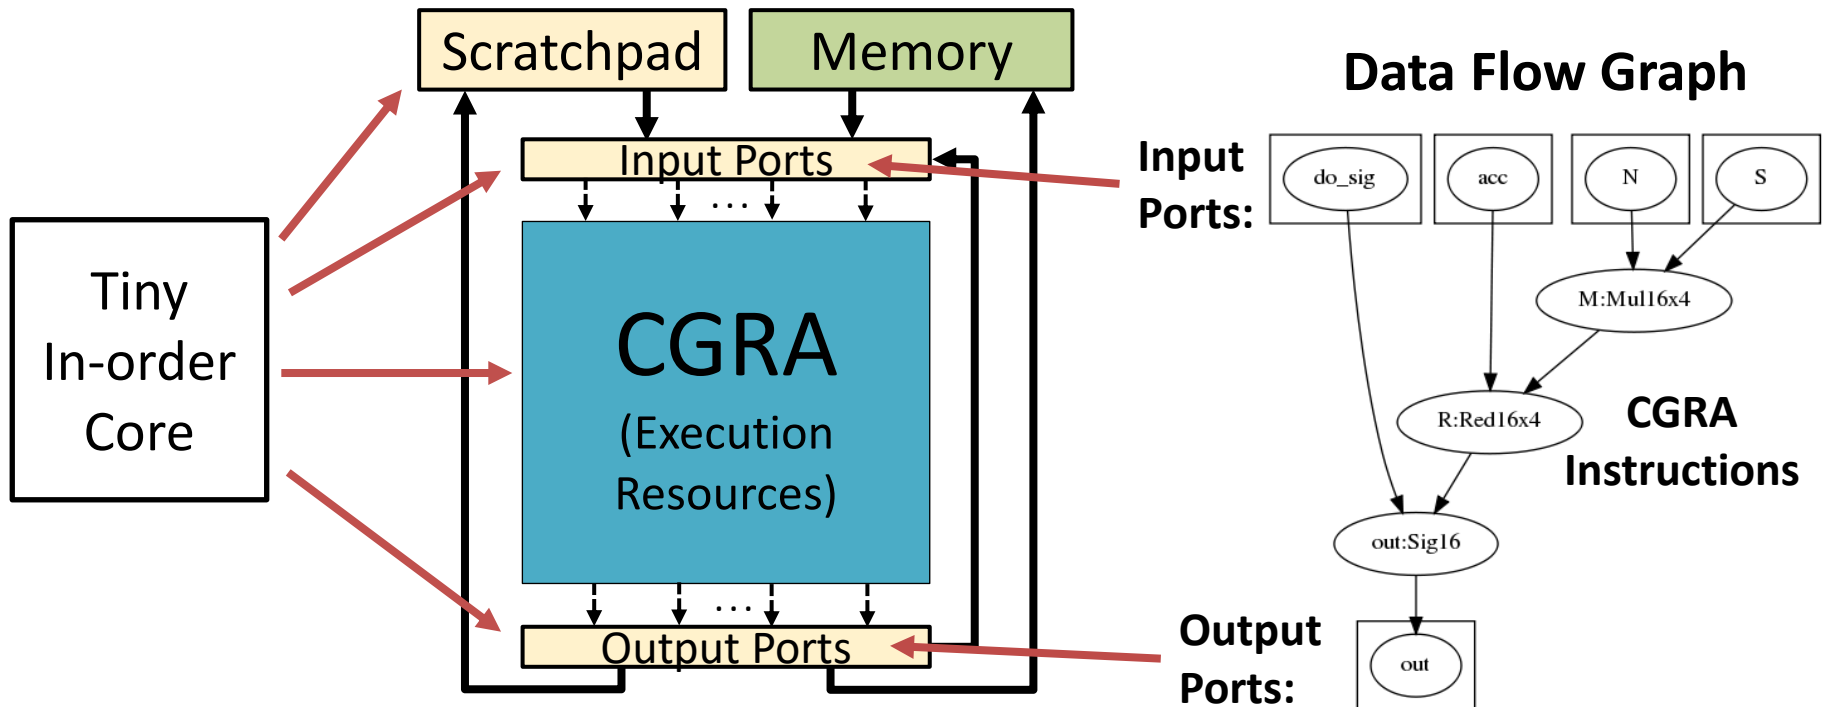 Scratchpad
Memory
Data Flow Graph
Input Ports
...
Input
Ports:
do_sig
acc
N
S
Tiny
In-order
Core
CGRA
(Execution
Resources)
M:Mul16x4
R:Red16x4
CGRA
Instructions
out:Sig16
...
Output Ports
Output
Ports:
out